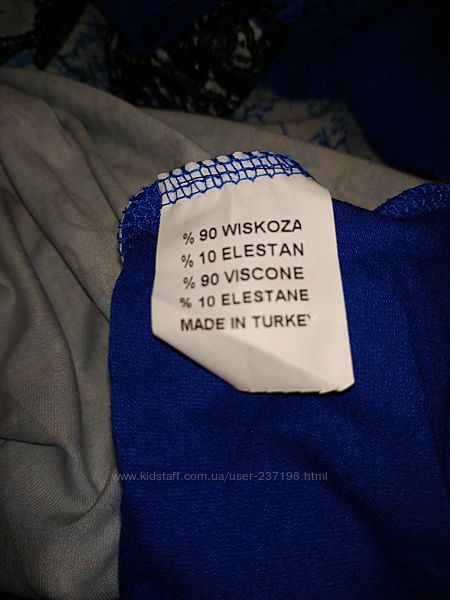 % 90 WISKOZA
% 10 ELESTAN
% 90 VISCONE
% 10 ELESTANE
MADE IN TURKEY
www.kidstaff.com.ua/user-237198.html